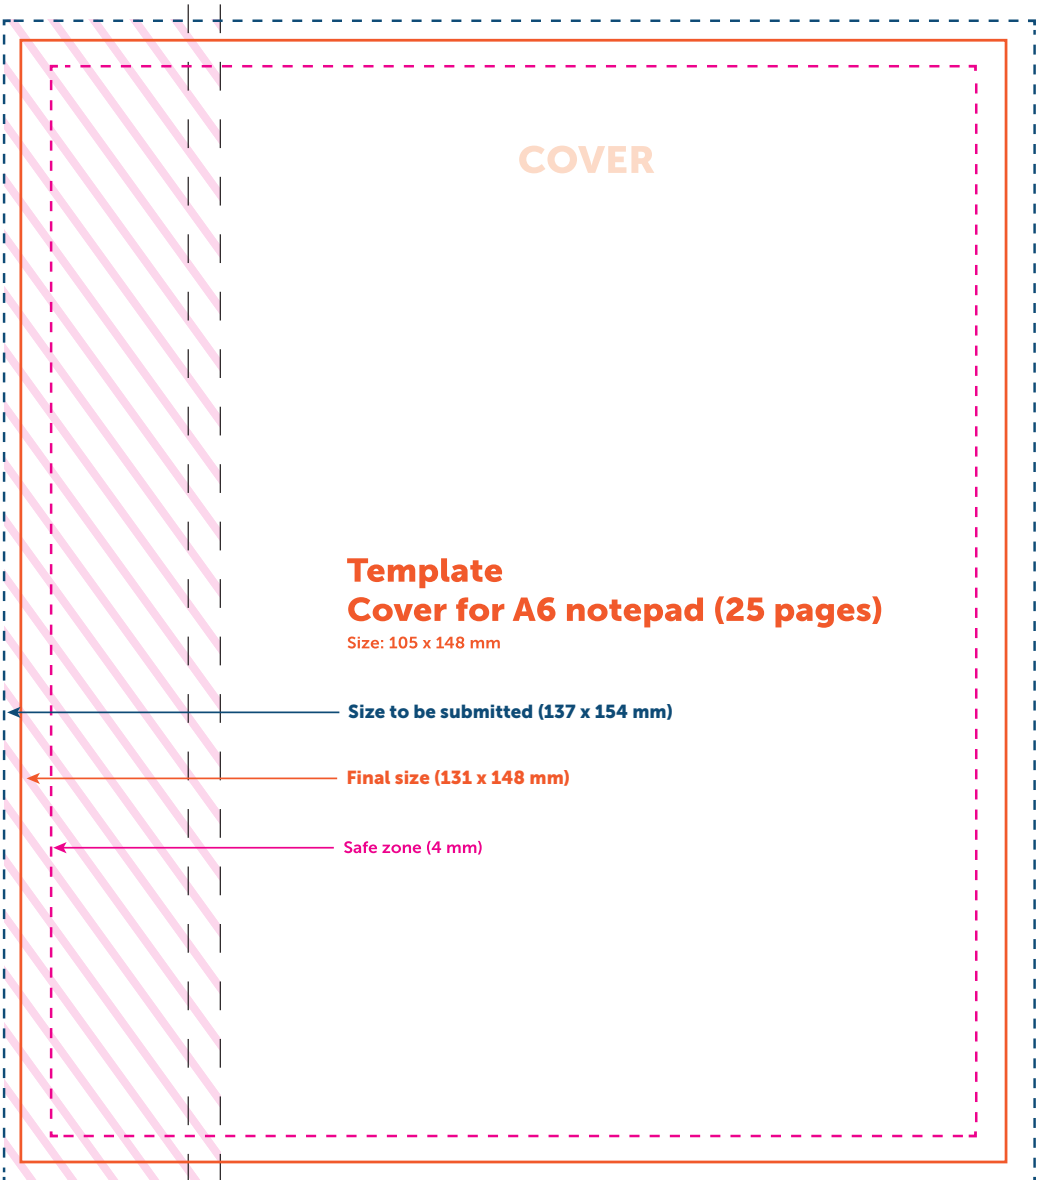 COVER
Template
Cover for A6 notepad (25 pages)
Size: 105 x 148 mm
Size to be submitted (137 x 154 mm)
Final size (131 x 148 mm)
Safe zone (4 mm)